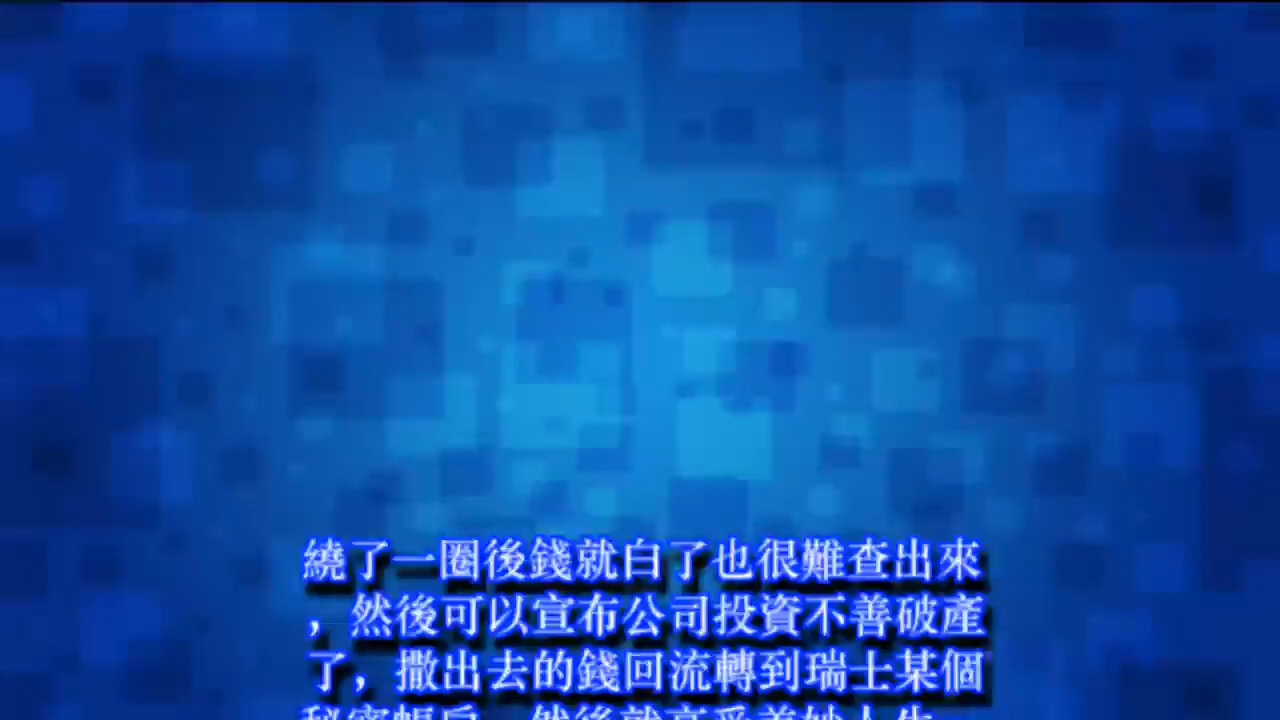 繞了一圈後錢就白了也很難查出來
，然後可以宣布公司投資不善破產
了，撒出去的錢回流轉到瑞士某個